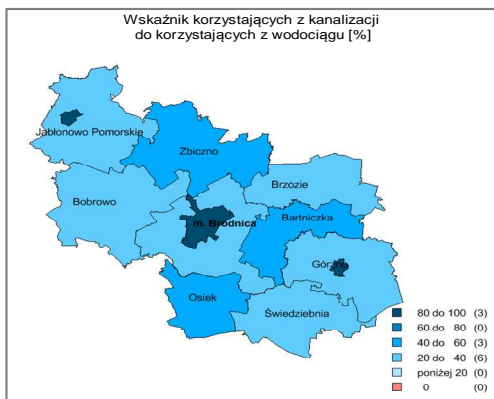 Wskaźnik korzystających z kanalizacji
do korzystających z wodociągu [%]
Jabłonowo Pomorskie
Zbiczno
Brzozie
Bobrowo
m. Brodnica
Bartniczka
Górzno
Osiek
Świedziebnia
80 do 100 (3)
60 do 80 (0)
40 do 60 (3)
20 do 40 (6)
poniżej 20 (0)
0 (0)